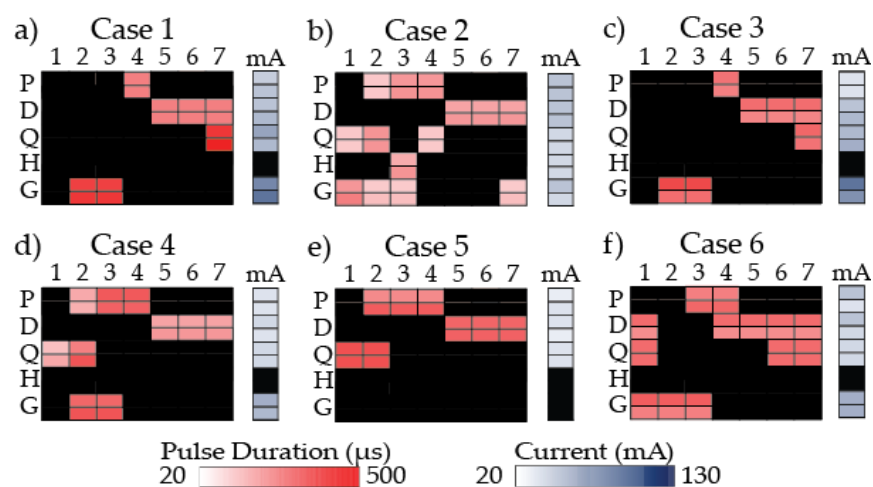 a) Case 1
1 2 3 4 5 6 7 mA
P
D
Q
H
G
b) Case 2
1 2 3 4 5 6 7 mA
P
D
Q
H
G
c) Case 3
1 2 3 4 5 6 7 mA
P
D
Q
H
G
d) Case 4
1 2 3 4 5 6 7 mA
P
D
Q
H
G
e) Case 5
1 2 3 4 5 6 7 mA
P
D
Q
H
G
f) Case 6
1 2 3 4 5 6 7 mA
P
D
Q
H
G
Pulse Duration (µs)
20 500
Current (mA)
20 130